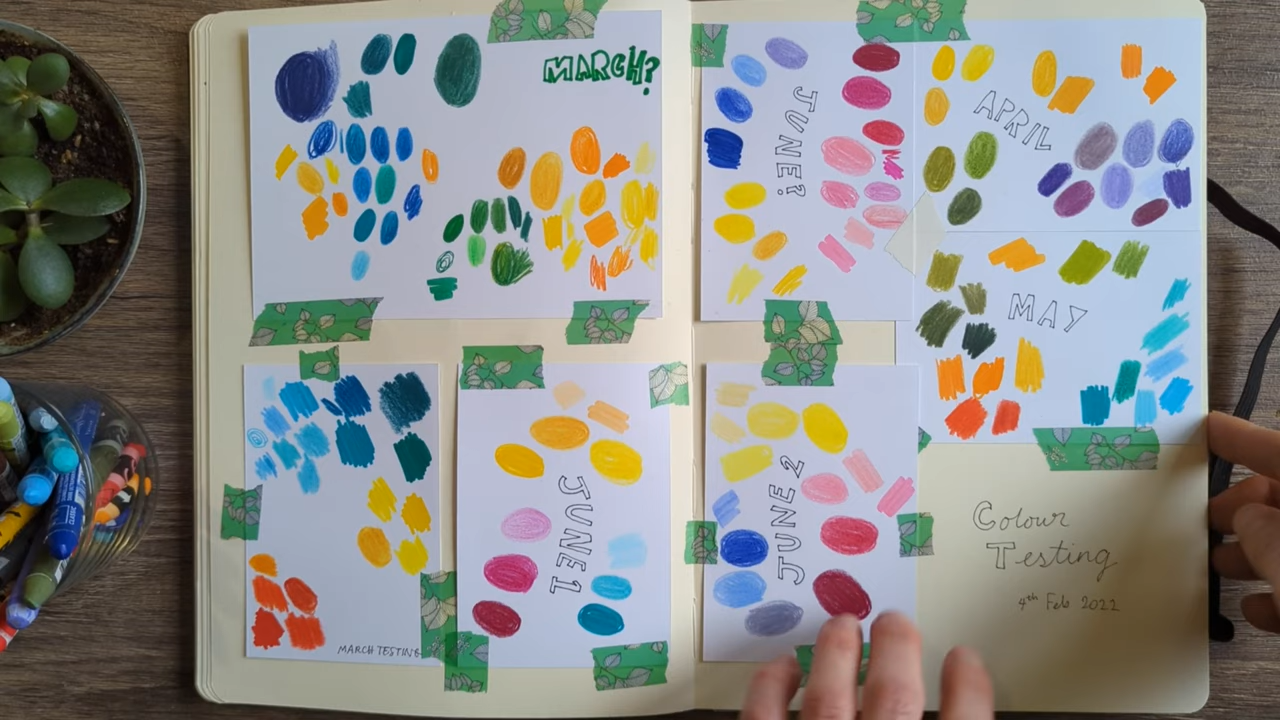 MARCH?
JUNE?
APRIL
MAY
MARCH TESTING
JUNE 1
JUNE 2
Colour
Testing
4th Feb 2022